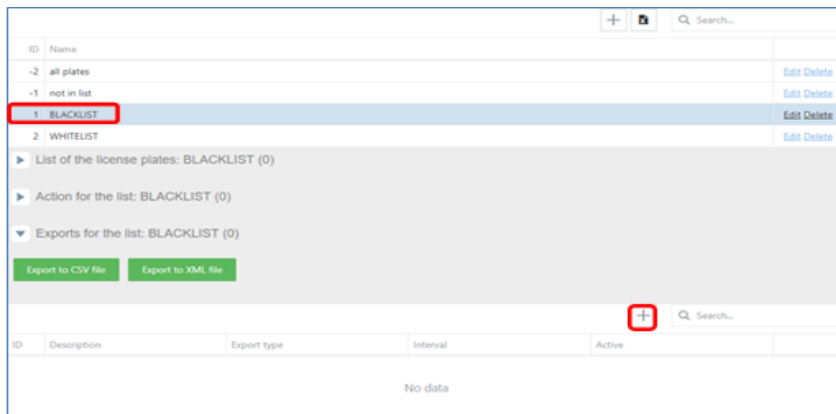 Search...
ID Name
-2 all plates Edit Delete
-1 not in list Edit Delete
1 BLACKLIST Edit Delete
2 WHITELIST Edit Delete
List of the license plates: BLACKLIST (0)
Action for the list: BLACKLIST (0)
Exports for the list: BLACKLIST (0)
Export to CSV file Export to XML file
Search...
ID Description Export type Interval Active
No data